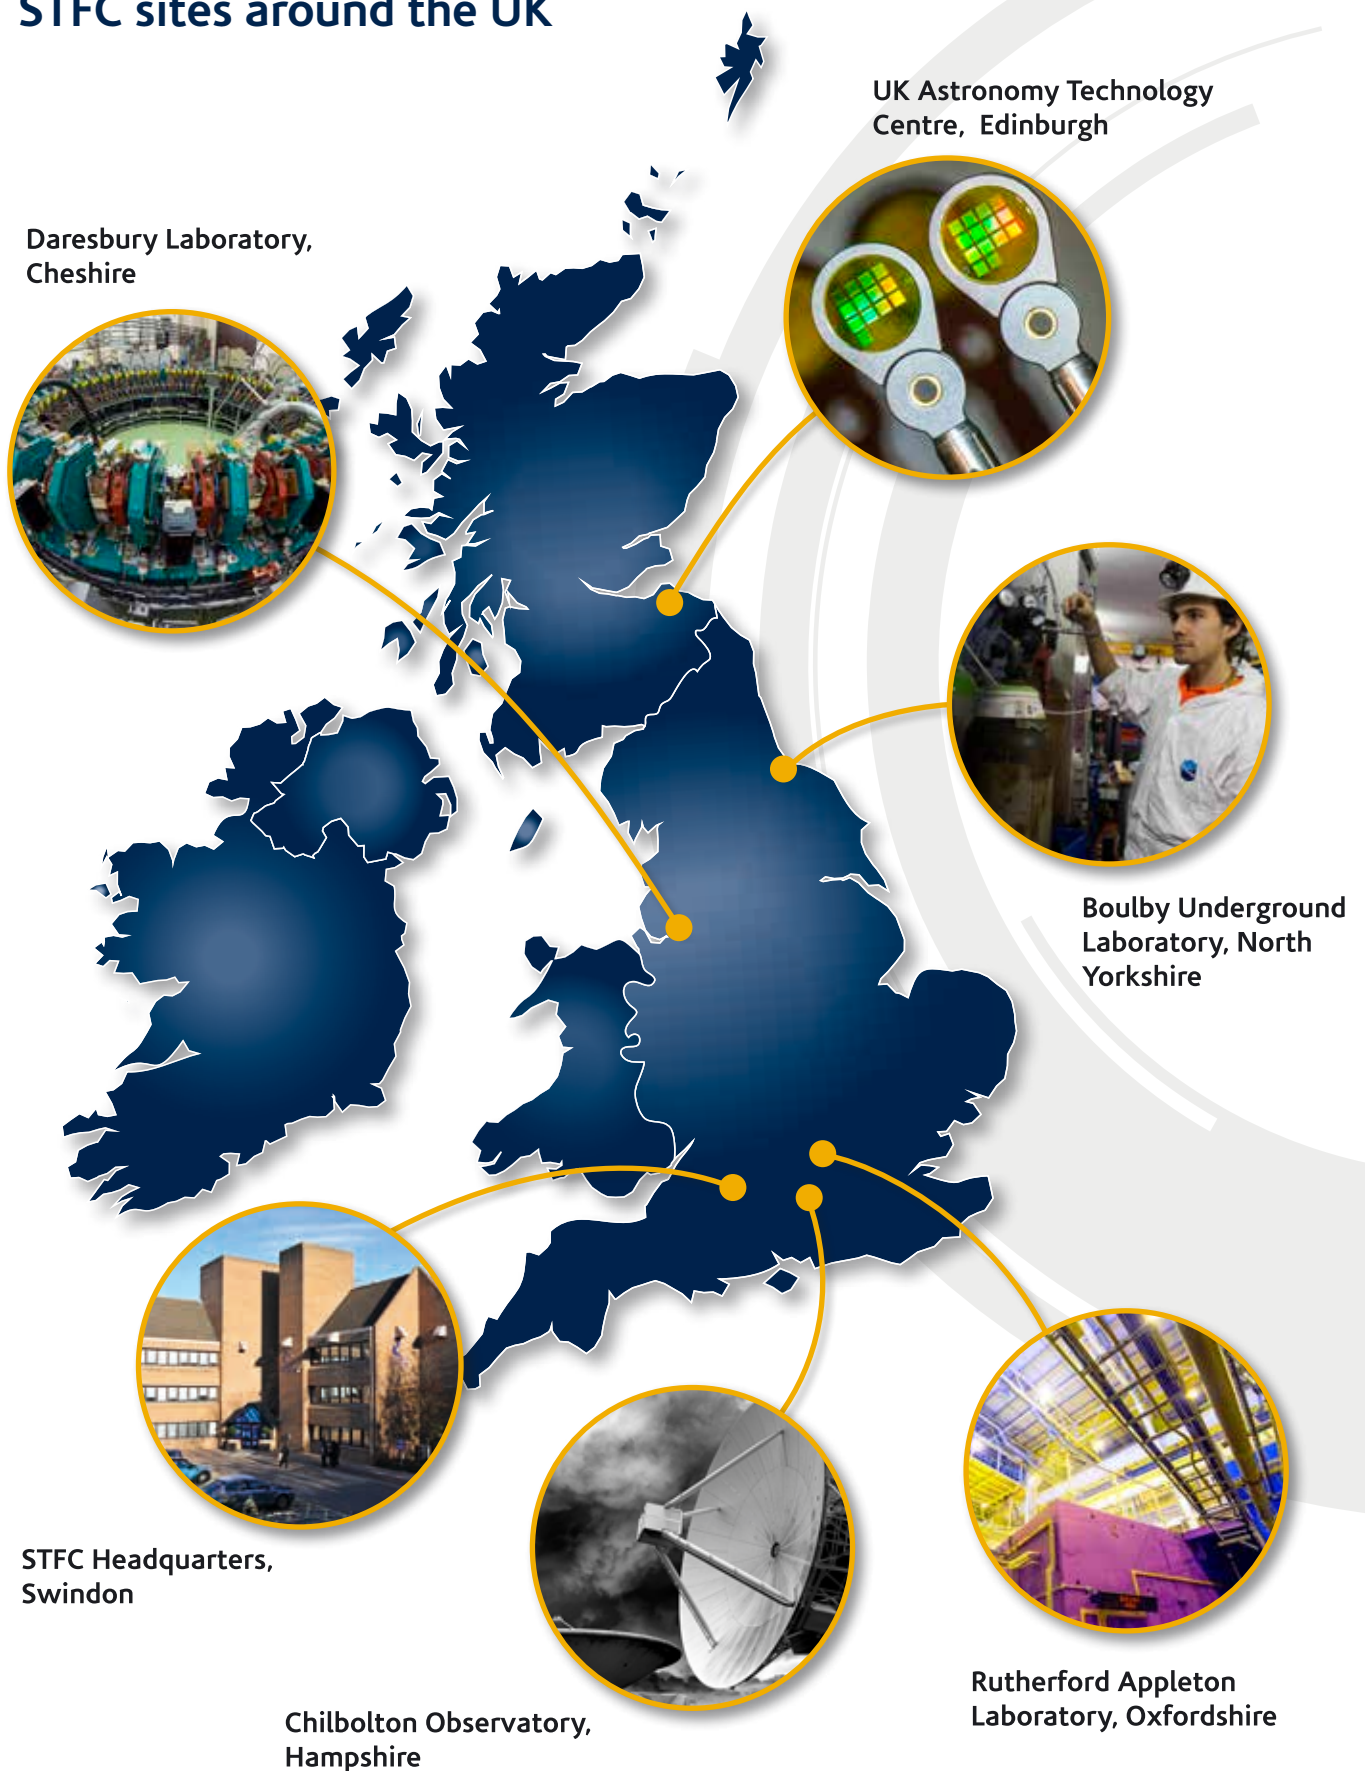 STFC sites around the UK
UK Astronomy Technology
Centre, Edinburgh
Daresbury Laboratory,
Cheshire
Boulby Underground
Laboratory, North
Yorkshire
STFC Headquarters,
Swindon
Rutherford Appleton
Laboratory, Oxfordshire
Chilbolton Observatory,
Hampshire